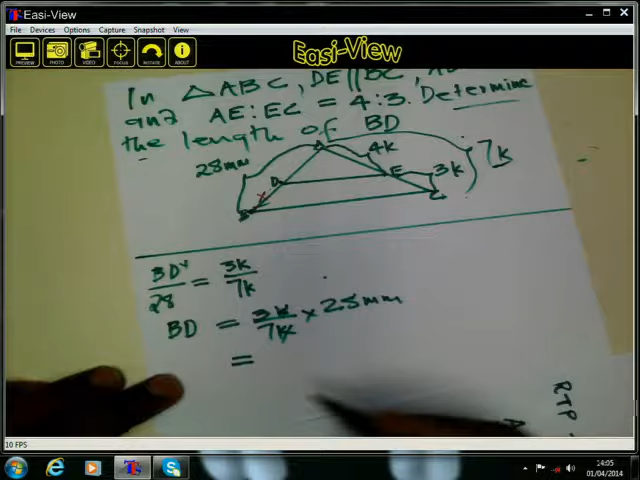 Easi-View
File Devices Options Capture Snapshot View
PREVIEW PHOTO VIDEO FOCUS ROTATE ABOUT
Easi-View
In △ABC, DE∥BC,
and AE:EC = 4:3. Determine
the length of BD
28mm A 4k 7k
D E 3k
x
B C
BD / 28 = 3k / 7k
BD = 3k / 7k × 28mm
=
RTP
10 FPS
14:05
01/04/2014